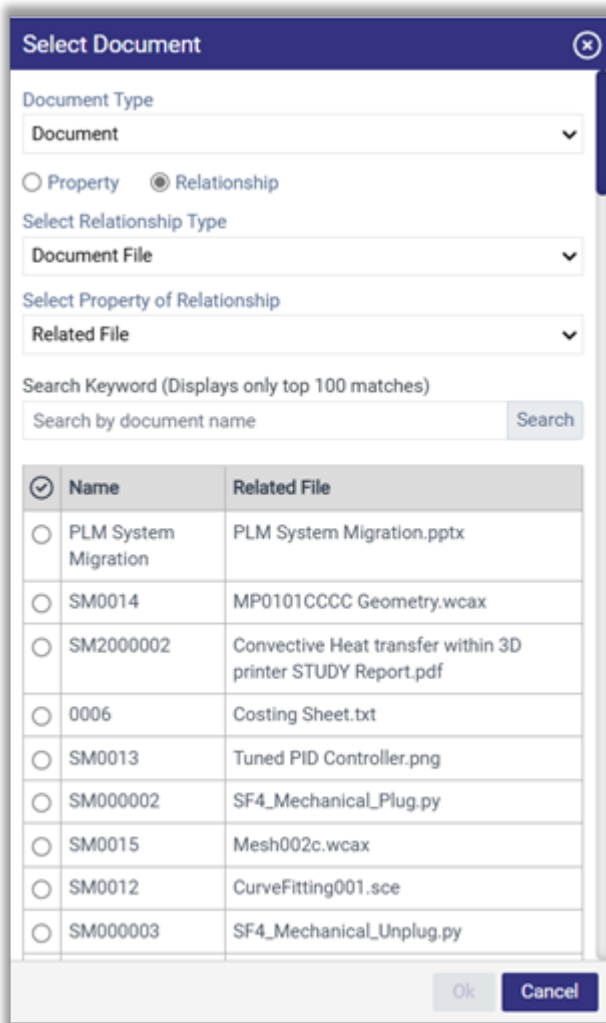 Select Document
Document Type
Document
Property Relationship
Select Relationship Type
Document File
Select Property of Relationship
Related File
Search Keyword (Displays only top 100 matches)
Search by document name Search
Name Related File
PLM System PLM System Migration.pptx
Migration
SM0014 MP0101CCCC Geometry.wcax
SM2000002 Convective Heat transfer within 3D
printer STUDY Report.pdf
0006 Costing Sheet.txt
SM0013 Tuned PID Controller.png
SM000002 SF4_Mechanical_Plug.py
SM0015 Mesh002c.wcax
SM0012 CurveFitting001.sce
SM000003 SF4_Mechanical_Unplug.py
Ok Cancel